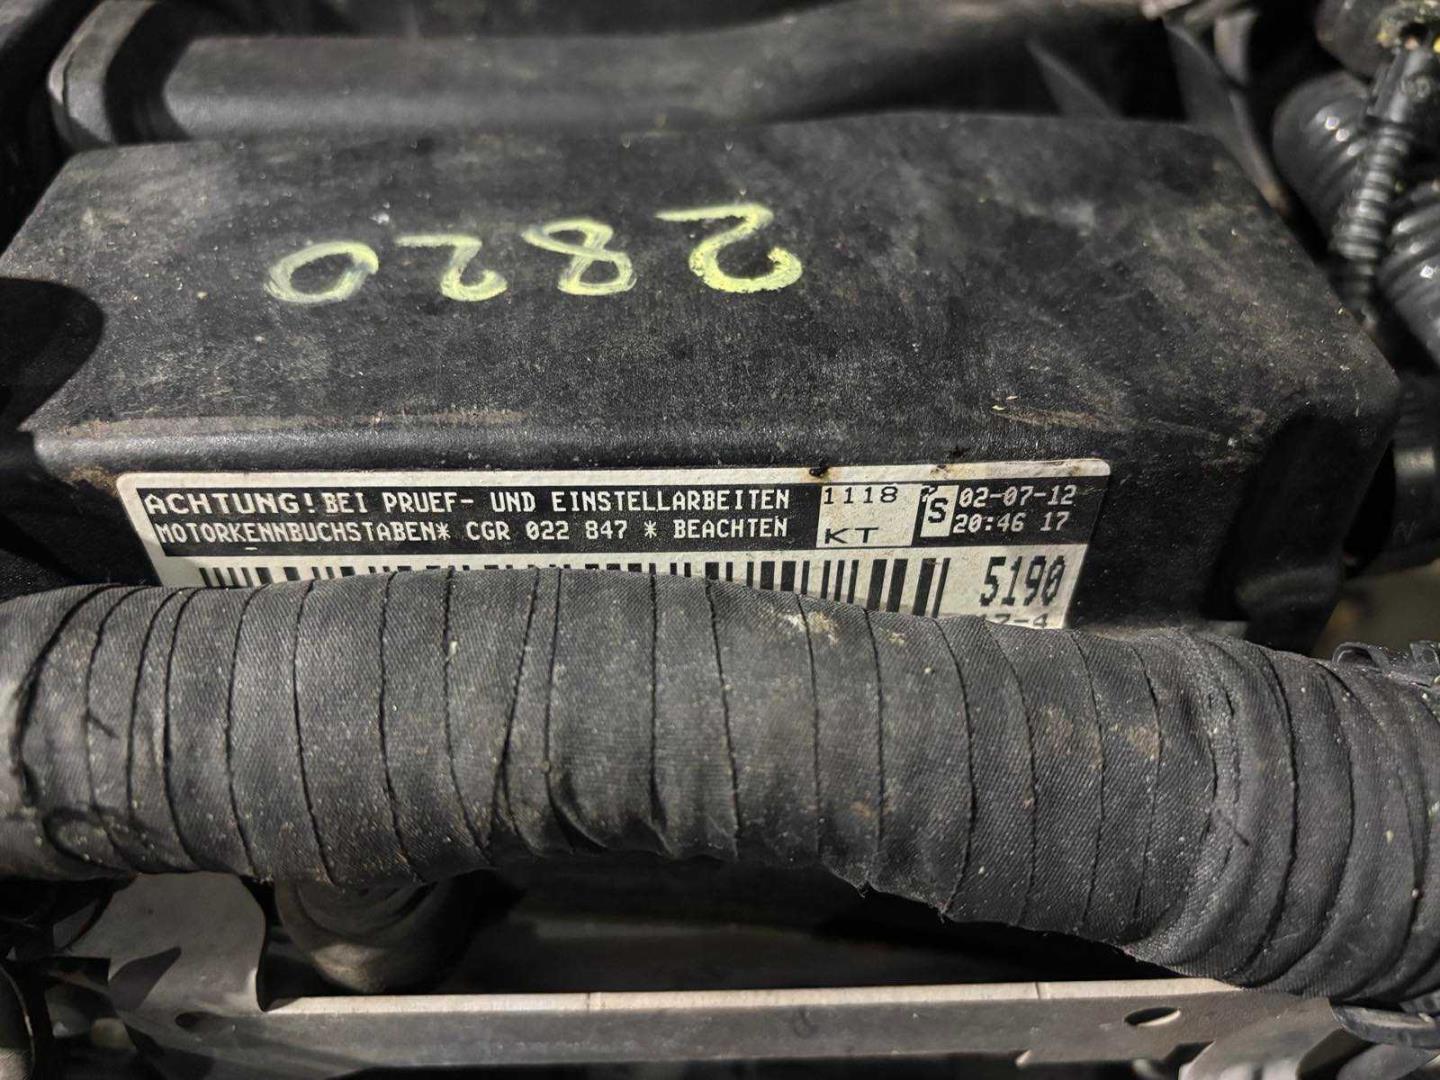 2820
ACHTUNG! BEI PRUEF- UND EINSTELLARBEITEN
MOTORKENNBUCHSTABEN* CGR 022 847 * BEACHTEN
1118
KT
S
02-07-12
20:46 17
5190